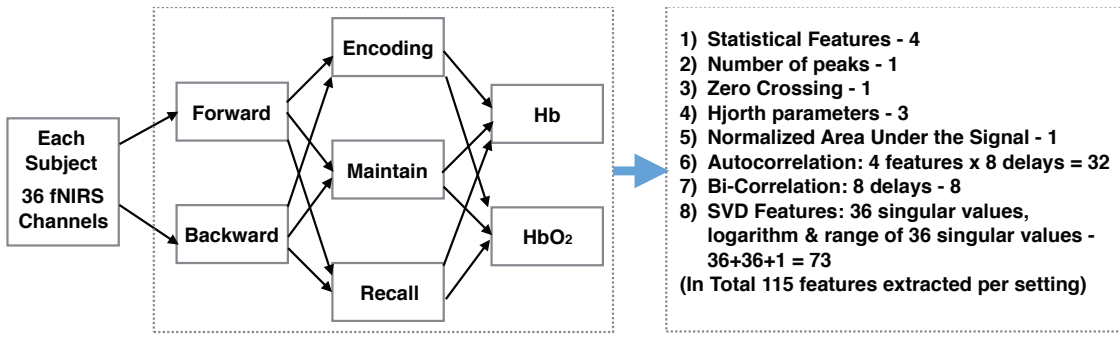 Each
Subject
36 fNIRS
Channels
Forward
Backward
Encoding
Maintain
Recall
Hb
HbO2
1) Statistical Features - 4
2) Number of peaks - 1
3) Zero Crossing - 1
4) Hjorth parameters - 3
5) Normalized Area Under the Signal - 1
6) Autocorrelation: 4 features x 8 delays = 32
7) Bi-Correlation: 8 delays - 8
8) SVD Features: 36 singular values,
logarithm & range of 36 singular values -
36+36+1 = 73
(In Total 115 features extracted per setting)